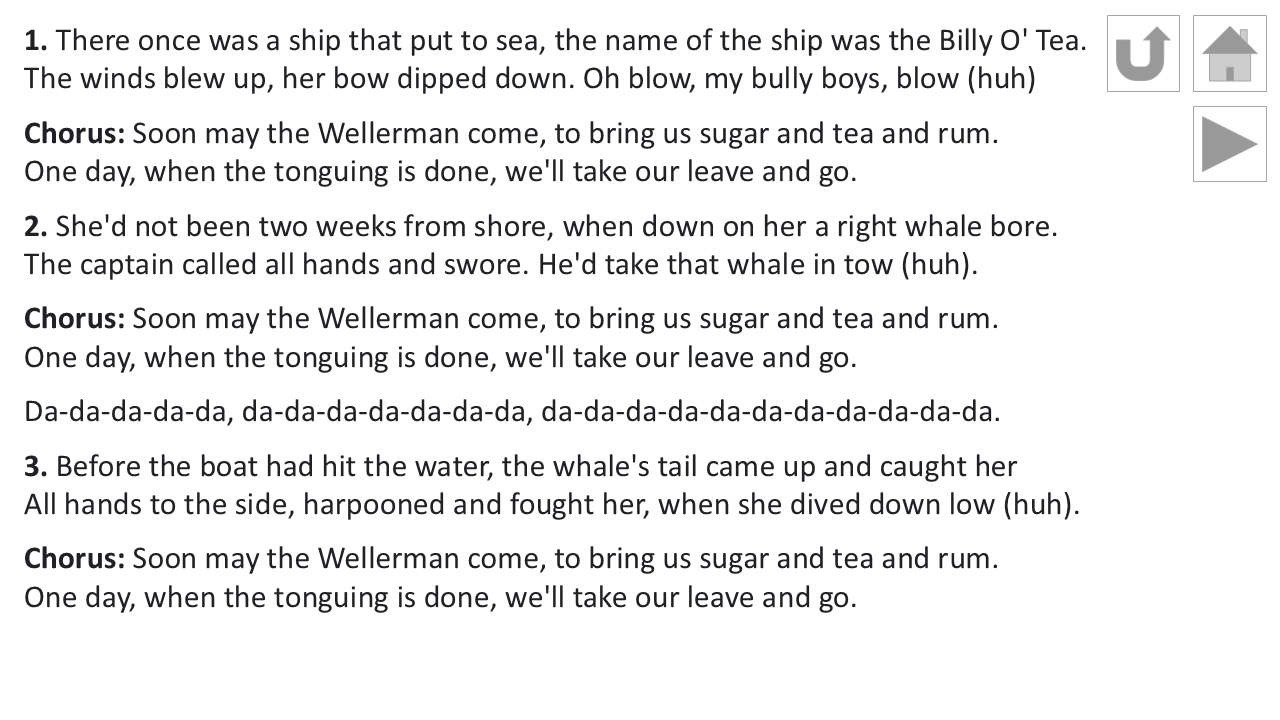 1. There once was a ship that put to sea, the name of the ship was the Billy O' Tea.
The winds blew up, her bow dipped down. Oh blow, my bully boys, blow (huh)
Chorus: Soon may the Wellerman come, to bring us sugar and tea and rum.
One day, when the tonguing is done, we'll take our leave and go.
2. She'd not been two weeks from shore, when down on her a right whale bore.
The captain called all hands and swore. He'd take that whale in tow (huh).
Chorus: Soon may the Wellerman come, to bring us sugar and tea and rum.
One day, when the tonguing is done, we'll take our leave and go.
Da-da-da-da-da, da-da-da-da-da-da-da, da-da-da-da-da-da-da-da-da-da-da.
3. Before the boat had hit the water, the whale's tail came up and caught her
All hands to the side, harpooned and fought her, when she dived down low (huh).
Chorus: Soon may the Wellerman come, to bring us sugar and tea and rum.
One day, when the tonguing is done, we'll take our leave and go.